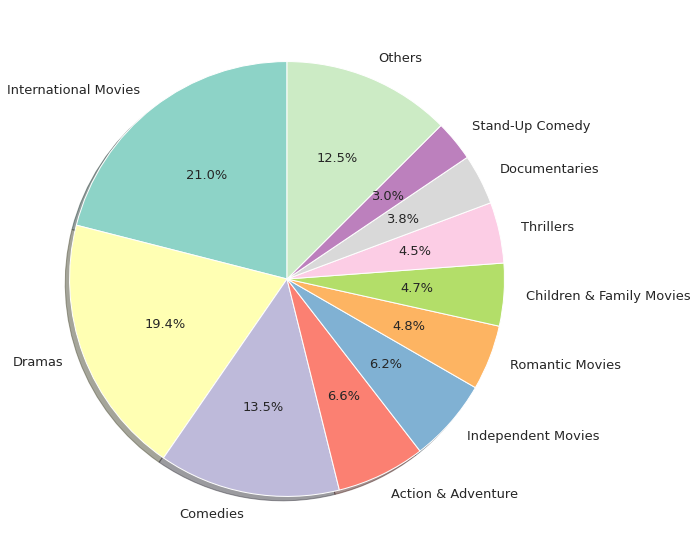 Others
International Movies
Stand-Up Comedy
12.5%
Documentaries
21.0%
3.0%
3.8%
Thrillers
4.5%
4.7%
Children & Family Movies
19.4%
4.8%
Dramas
6.2%
Romantic Movies
6.6%
13.5%
Independent Movies
Action & Adventure
Comedies